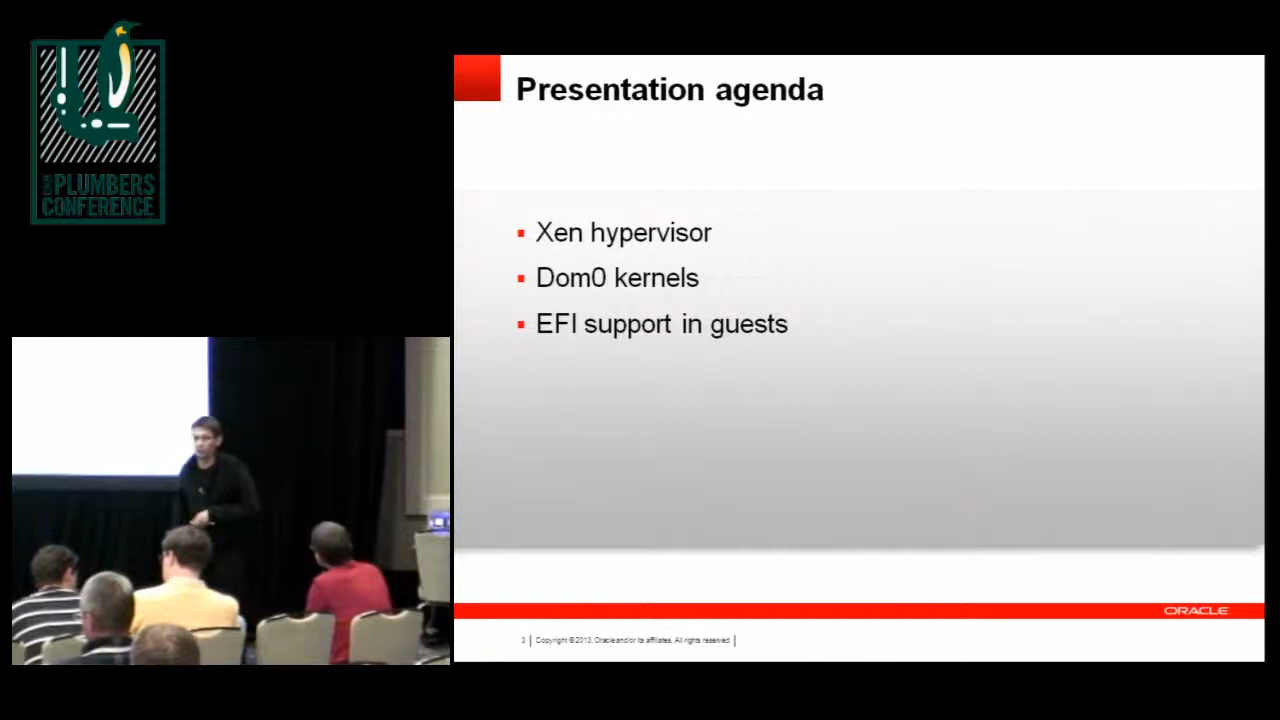 LINUX PLUMBERS
CONFERENCE
Presentation agenda
Xen hypervisor
Dom0 kernels
EFI support in guests
ORACLE
3 Copyright © 2013, Oracle and/or its affiliates. All rights reserved.